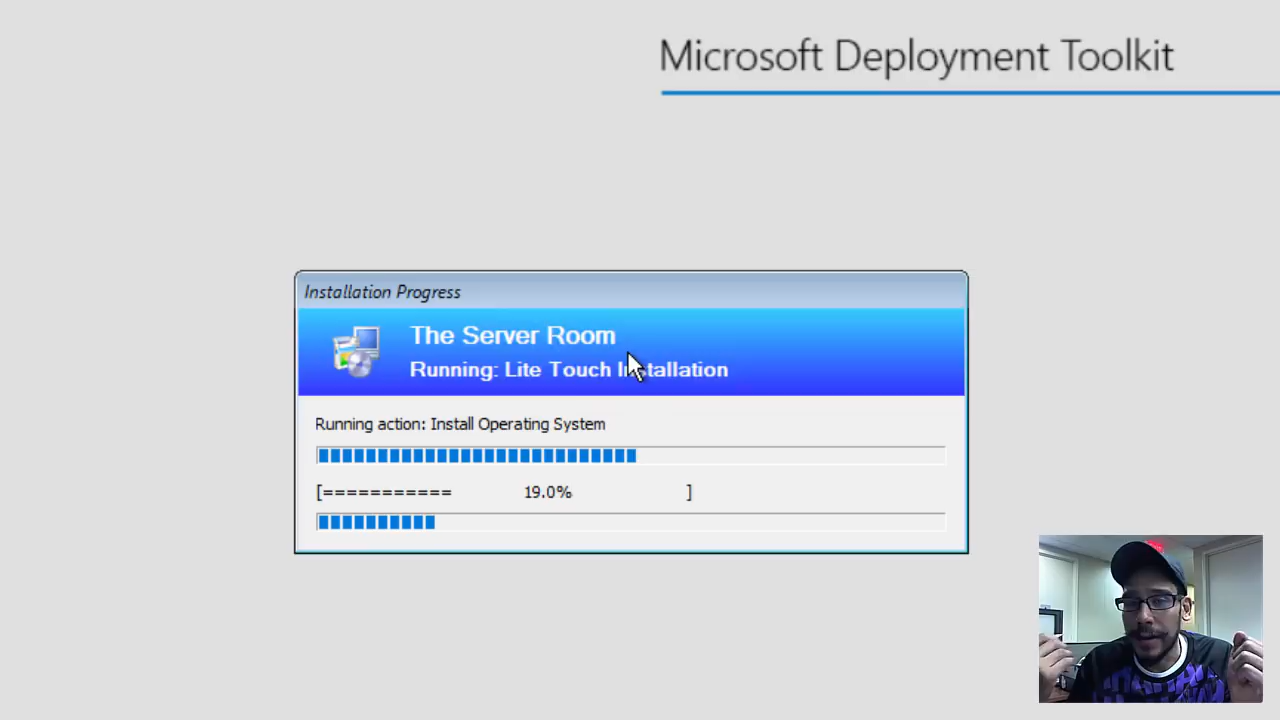 Microsoft Deployment Toolkit
Installation Progress
The Server Room
Running: Lite Touch Installation
Running action: Install Operating System
[=========== 19.0% ]